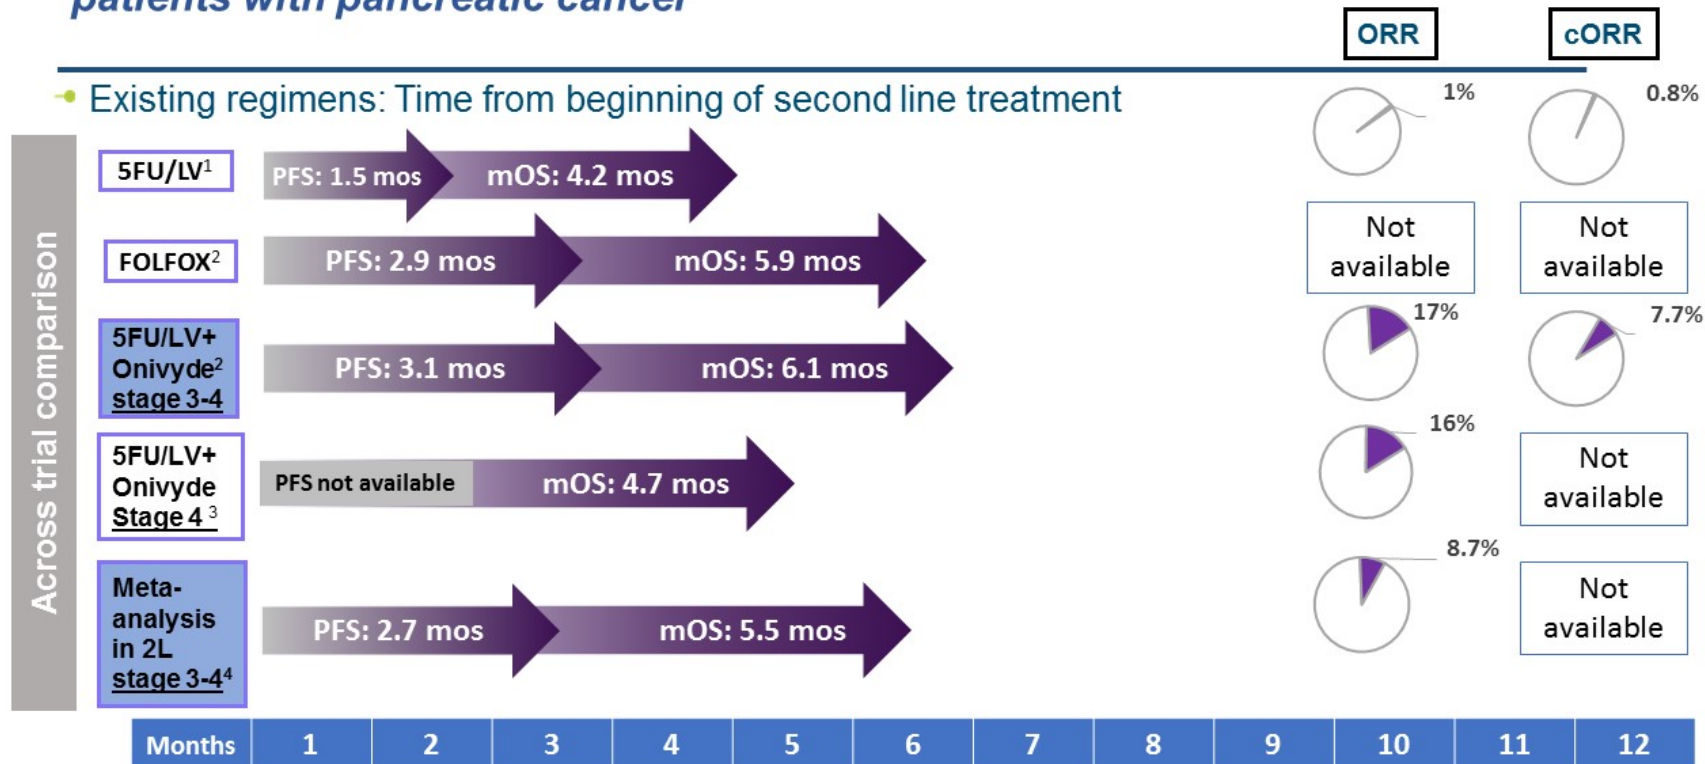 patients with pancreatic cancer
ORR
cORR
Existing regimens: Time from beginning of second line treatment
Across trial comparison
5FU/LV1
PFS: 1.5 mos
mOS: 4.2 mos
1%
0.8%
FOLFOX2
PFS: 2.9 mos
mOS: 5.9 mos
Not
available
Not
available
5FU/LV+
Onivyde2
stage 3-4
PFS: 3.1 mos
mOS: 6.1 mos
17%
7.7%
5FU/LV+
Onivyde
Stage 4 3
PFS not available
mOS: 4.7 mos
16%
Not
available
Meta-
analysis
in 2L
stage 3-44
PFS: 2.7 mos
mOS: 5.5 mos
8.7%
Not
available
Months 1 2 3 4 5 6 7 8 9 10 11 12